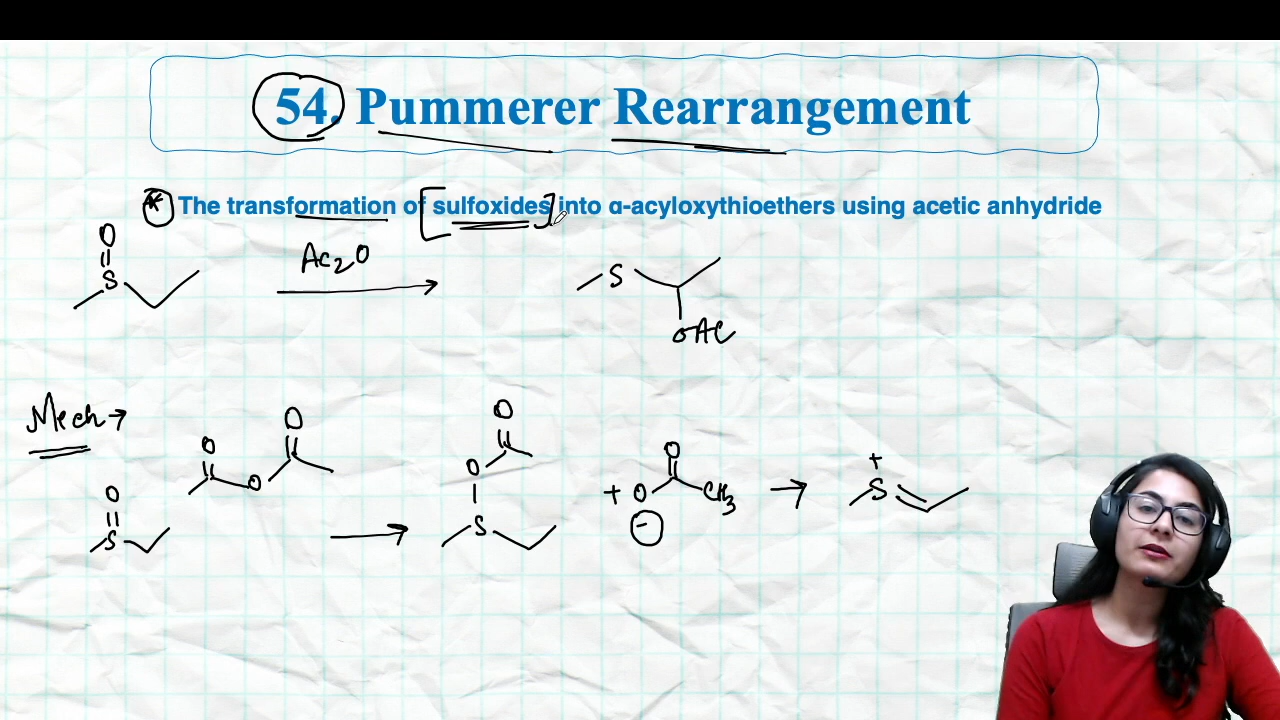 54. Pummerer Rearrangement
* The transformation of [sulfoxides] into α-acyloxythioethers using acetic anhydride
O
S
Ac2O
S
OAC
Mech →
O
O
O
O
S
O
O
S
+ O
O
CH3
−
+
S